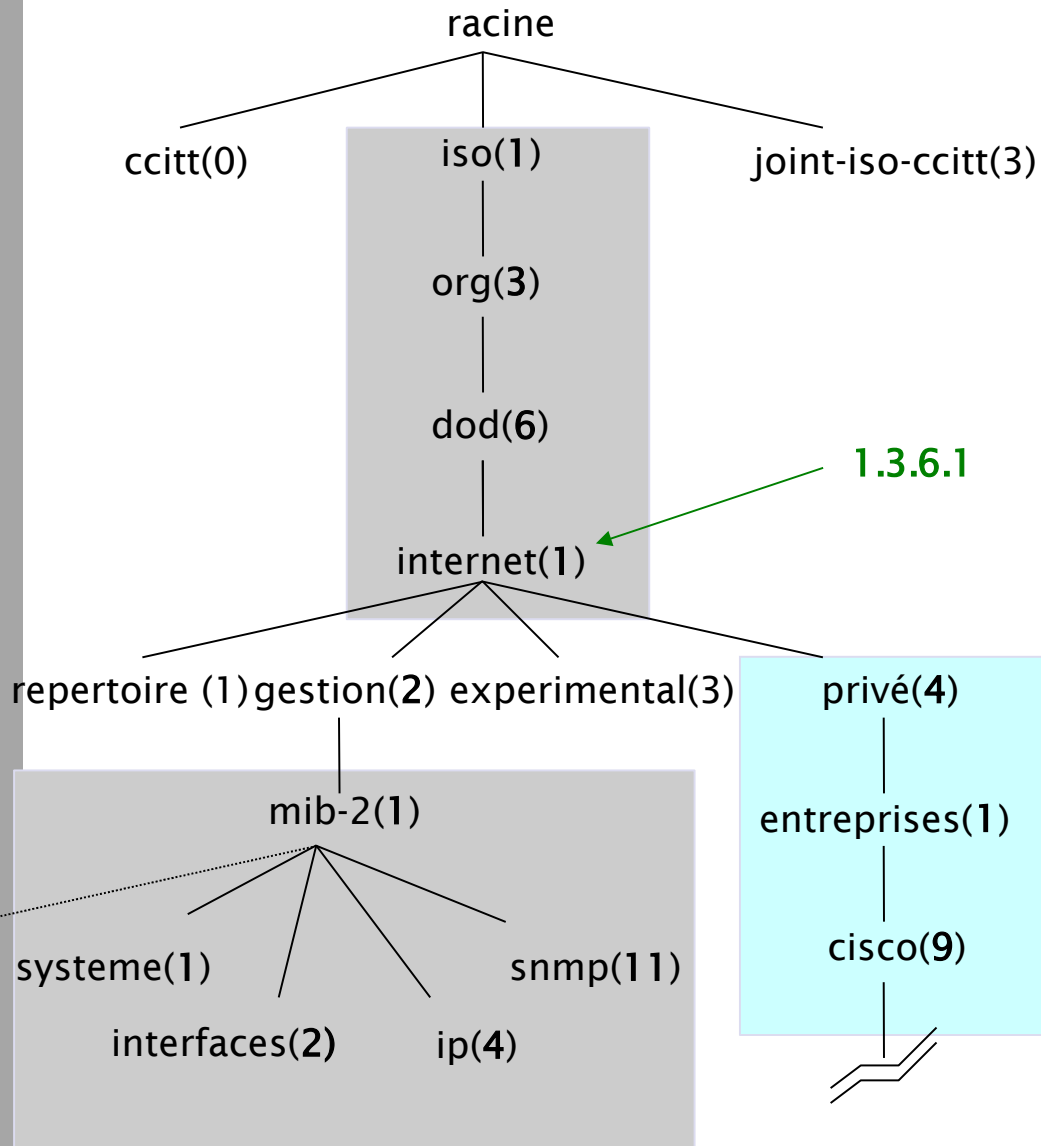 racine
ccitt(0) iso(1) joint-iso-ccitt(3)
org(3)
dod(6)
1.3.6.1
internet(1)
repertoire (1) gestion(2) experimental(3) privé(4)
mib-2(1) entreprises(1)
systeme(1) snmp(11) cisco(9)
interfaces(2) ip(4)